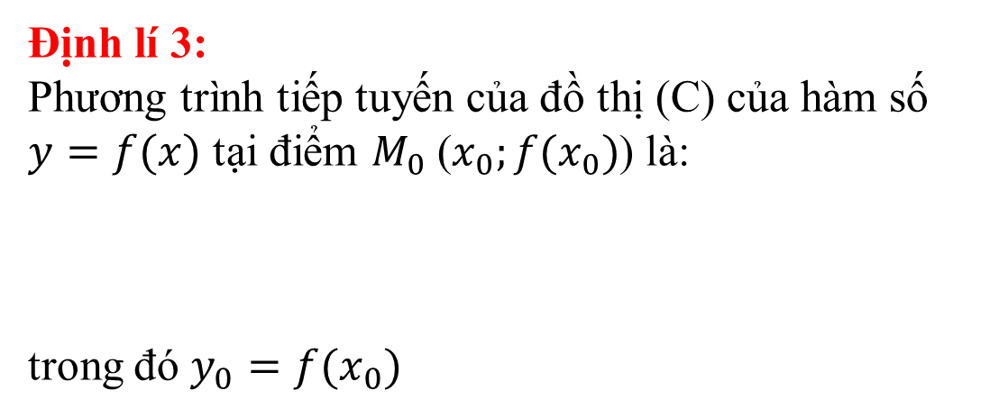 Định lí 3:
Phương trình tiếp tuyến của đồ thị (C) của hàm số
y = f(x) tại điểm M₀ (x₀; f(x₀)) là:
trong đó y₀ = f(x₀)